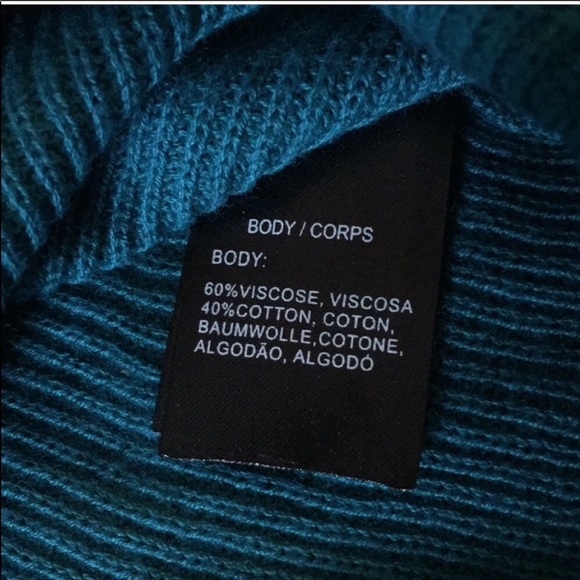 BODY / CORPS
BODY:
60%VISCOSE, VISCOSA
40%COTTON, COTON,
BAUMWOLLE,COTONE,
ALGODÃO, ALGODÓ